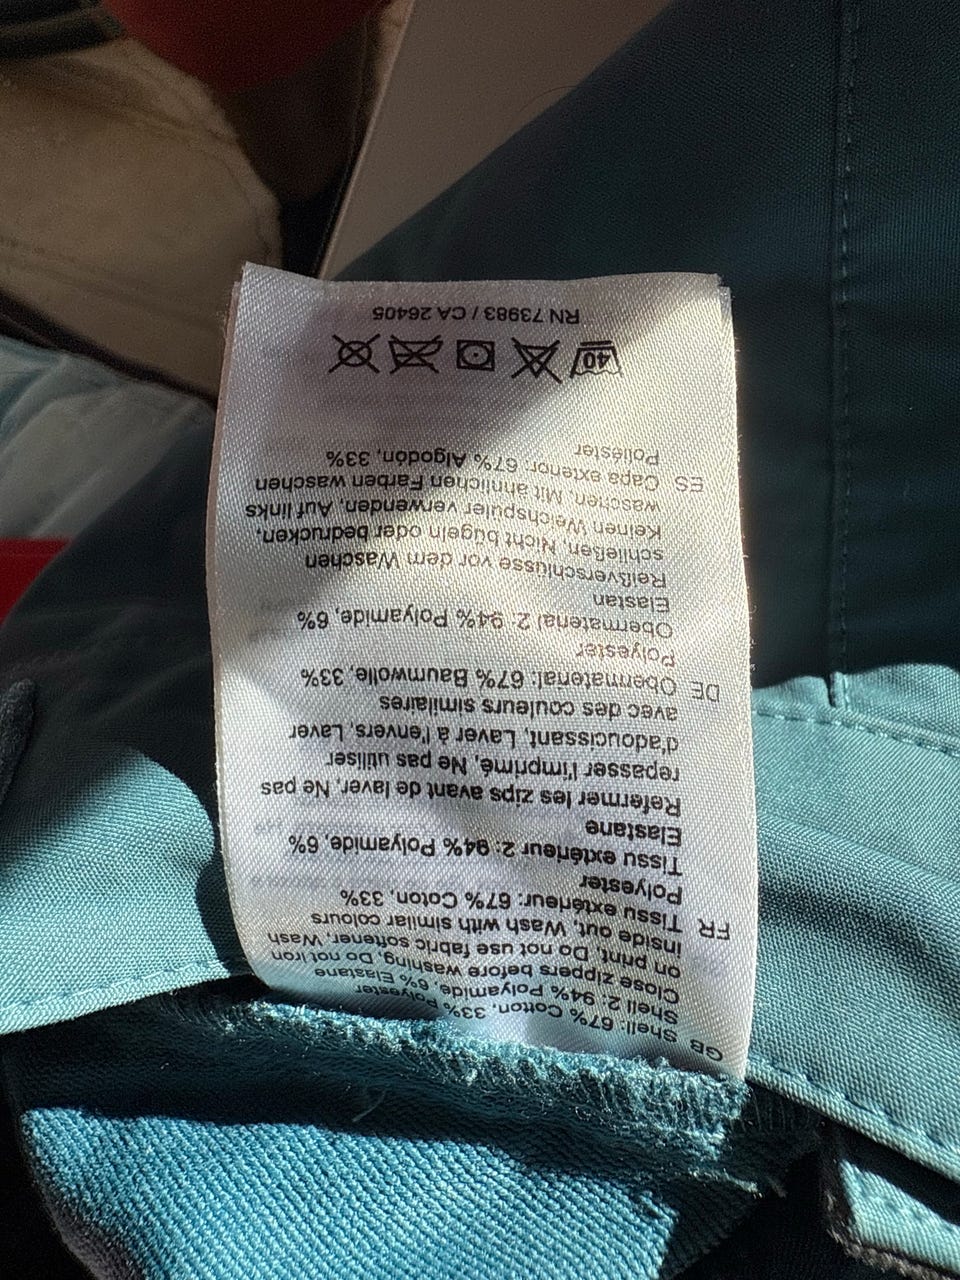 GB Shell: 67% Cotton, 33% Polyester
Shell 2: 94% Polyamide, 6% Elastane
Close zippers before washing, Do not iron
on print, Do not use fabric softener, Wash
inside out, Wash with similar colours
FR Tissu extérieur: 67% Coton, 33%
Polyester
Tissu extérieur 2: 94% Polyamide, 6%
Elastane
Refermer les zips avant de laver, Ne pas
repasser l'imprimé, Ne pas utiliser
d'adoucissant, Laver à l'envers, Laver
avec des couleurs similaires
DE Obermaterial: 67% Baumwolle, 33%
Polyester
Obermaterial 2: 94% Polyamide, 6%
Elastan
Reißverschlüsse vor dem Waschen
schließen, Nicht bügeln oder bedrucken,
Keinen Weichspüler verwenden, Auf links
waschen, Mit ähnlichen Farben waschen
ES Capa exterior: 67% Algodón, 33%
Poliéster
40
RN 73983 / CA 26405